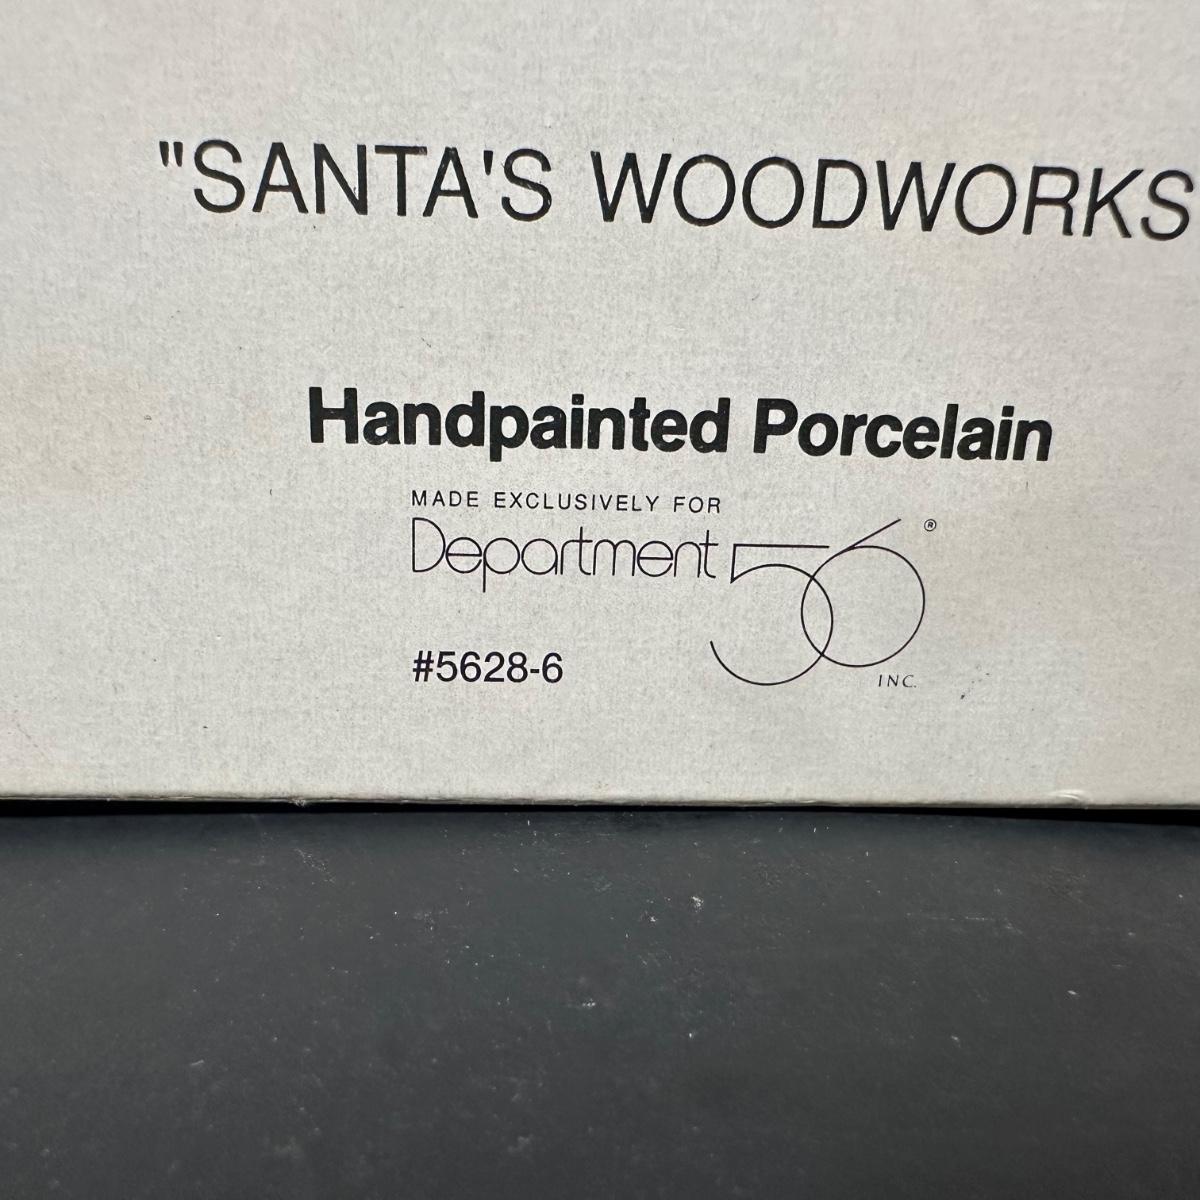 "SANTA'S WOODWORKS
Handpainted Porcelain
MADE EXCLUSIVELY FOR
Department 56 ®
INC.
#5628-6